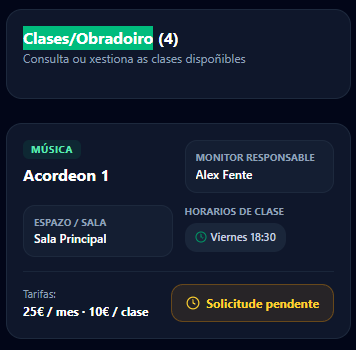 Clases/Obradoiro (4)
Consulta ou xestiona as clases dispoñibles
MÚSICA
Acordeon 1
MONITOR RESPONSABLE
Alex Fente
ESPAZO / SALA
Sala Principal
HORARIOS DE CLASE
Viernes 18:30
Tarifas:
25€ / mes · 10€ / clase
Solicitude pendente